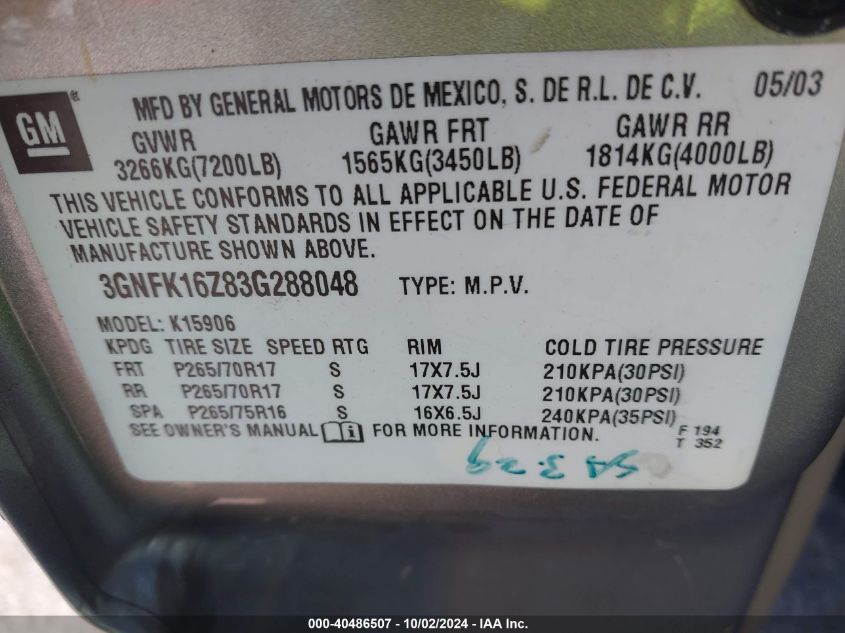 GM ®
MFD BY GENERAL MOTORS DE MEXICO, S. DE R.L. DE C.V. 05/03
GVWR GAWR FRT GAWR RR
3266KG(7200LB) 1565KG(3450LB) 1814KG(4000LB)
THIS VEHICLE CONFORMS TO ALL APPLICABLE U.S. FEDERAL MOTOR
VEHICLE SAFETY STANDARDS IN EFFECT ON THE DATE OF
MANUFACTURE SHOWN ABOVE.
3GNFK16Z83G288048 TYPE: M.P.V.
MODEL: K15906
KPDG TIRE SIZE SPEED RTG RIM COLD TIRE PRESSURE
FRT P265/70R17 S 17X7.5J 210KPA(30PSI)
RR P265/70R17 S 17X7.5J 210KPA(30PSI)
SPA P265/75R16 S 16X6.5J 240KPA(35PSI)
SEE OWNER'S MANUAL FOR MORE INFORMATION.
F 194
T 352
000-40486507 - 10/02/2024 - IAA Inc.